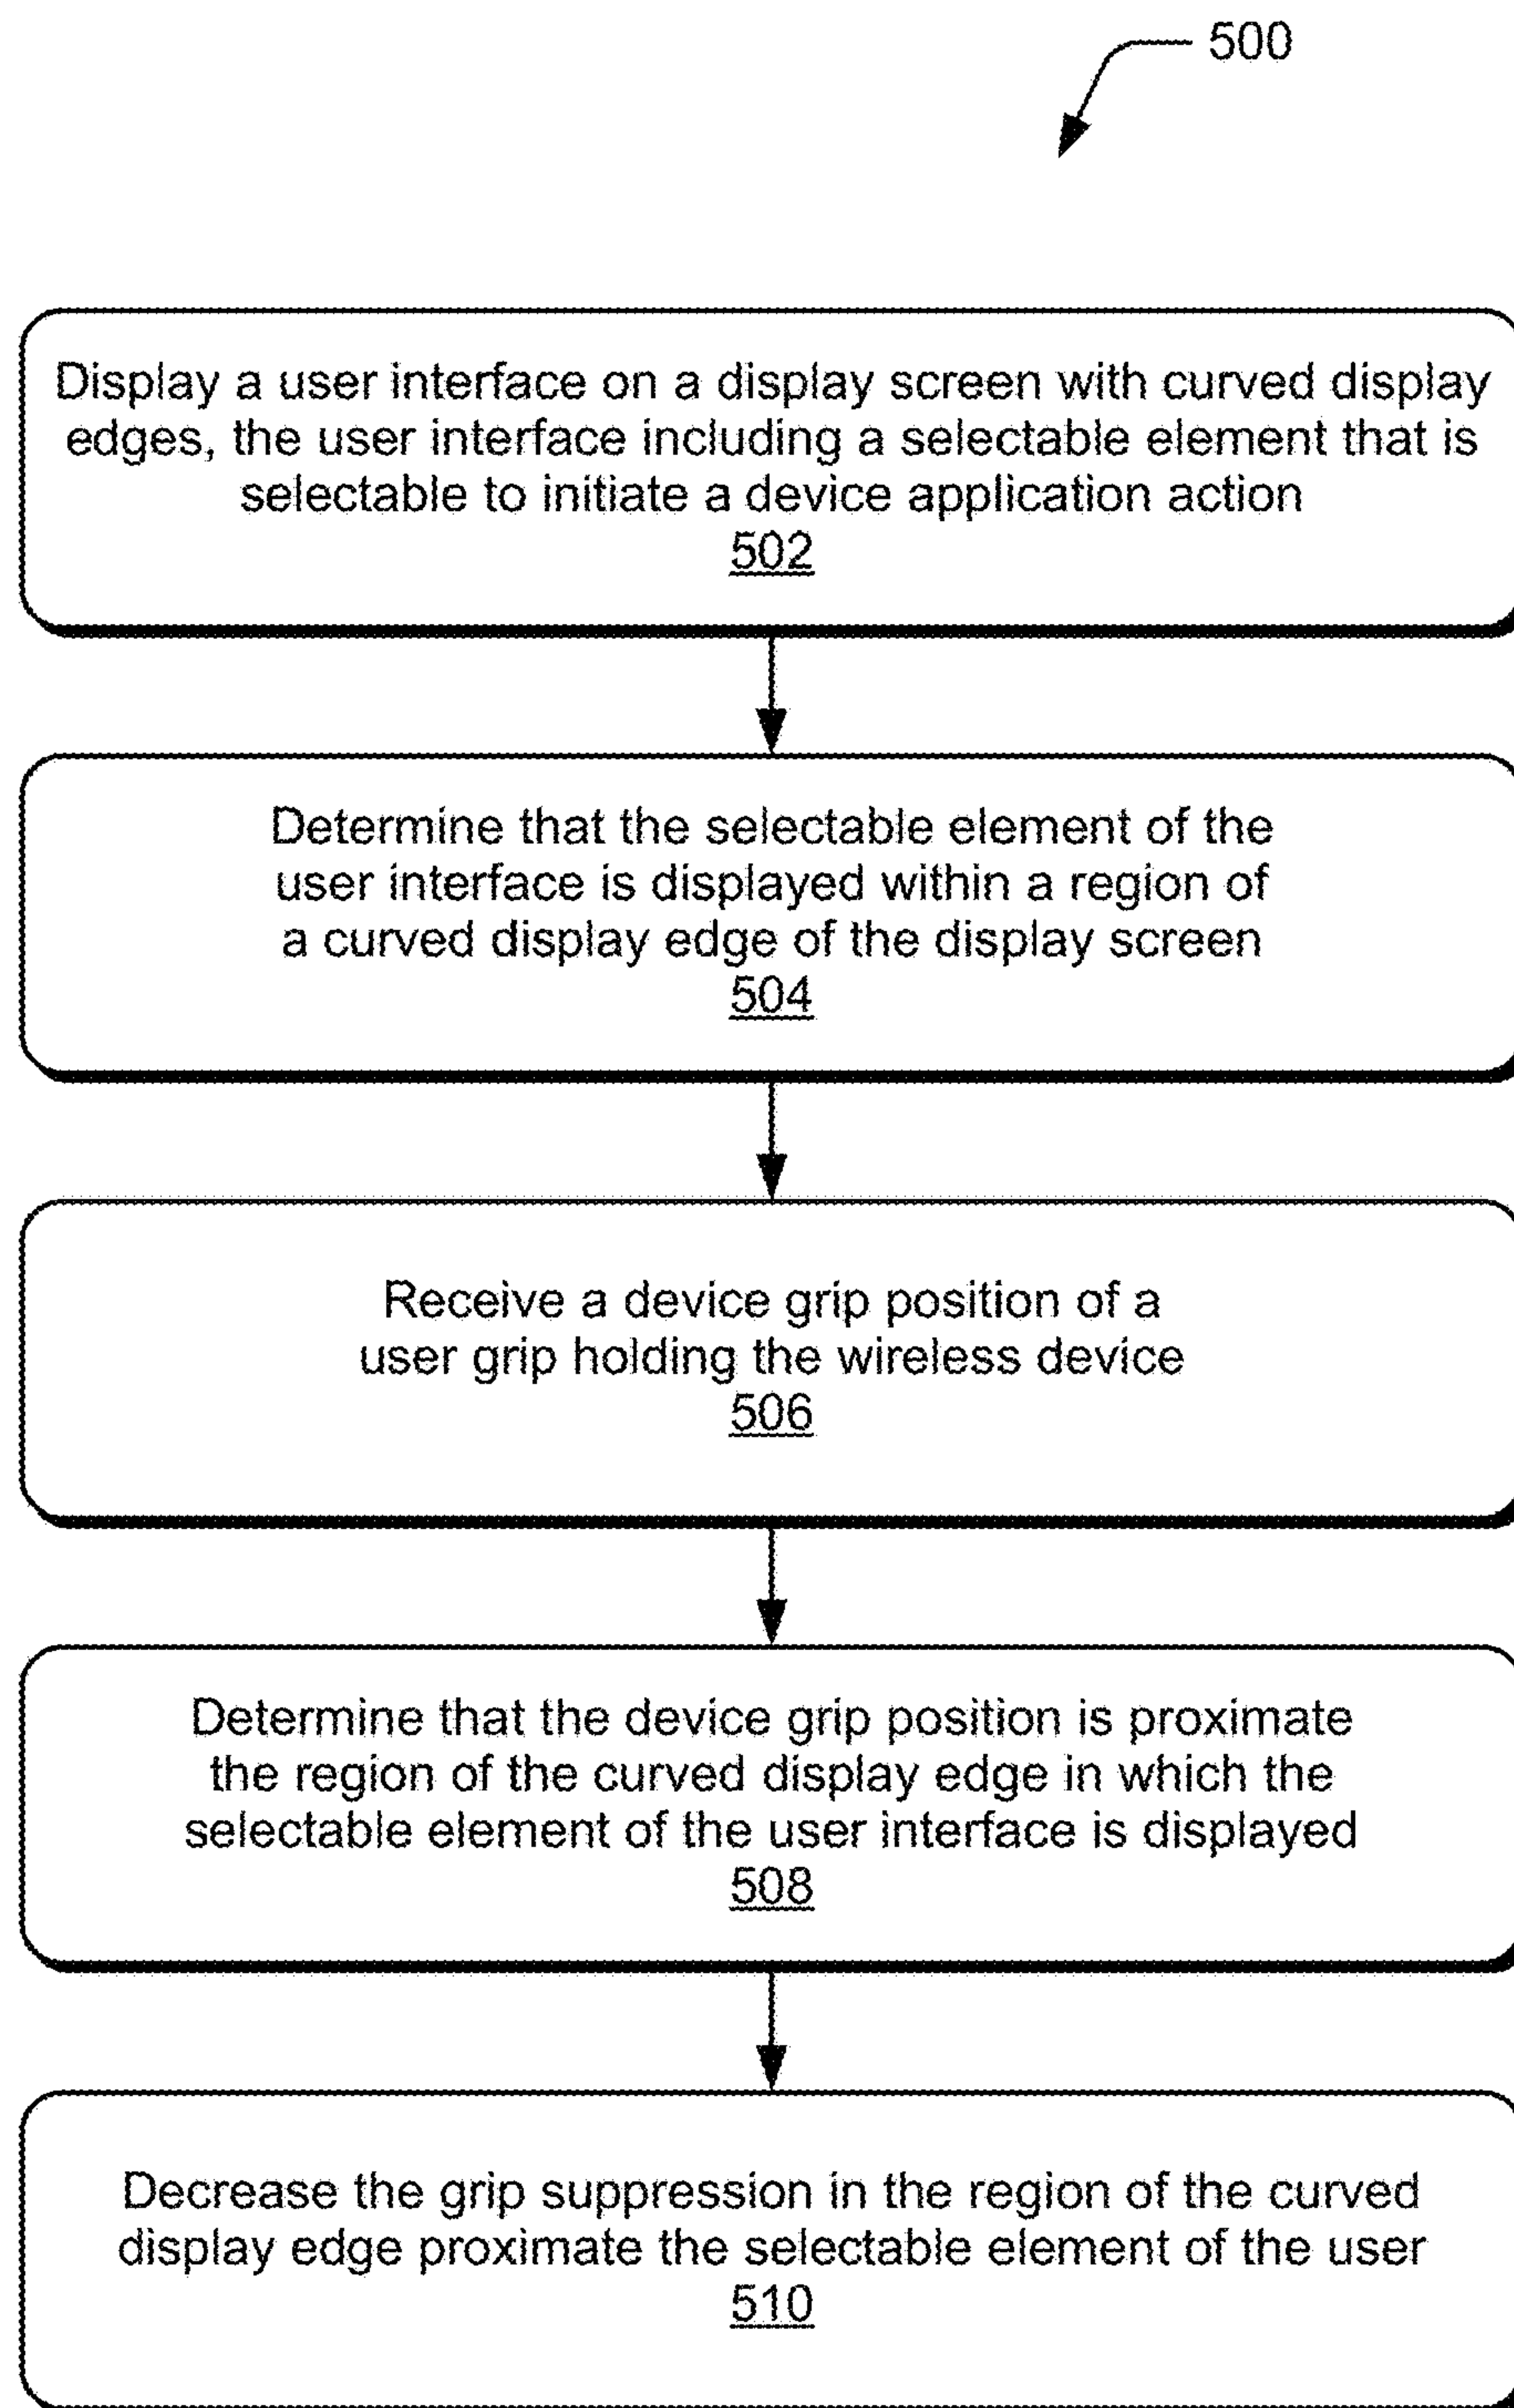 500
Display a user interface on a display screen with curved display
edges, the user interface including a selectable element that is
selectable to initiate a device application action
502
Determine that the selectable element of the
user interface is displayed within a region of
a curved display edge of the display screen
504
Receive a device grip position of a
user grip holding the wireless device
506
Determine that the device grip position is proximate
the region of the curved display edge in which the
selectable element of the user interface is displayed
508
Decrease the grip suppression in the region of the curved
display edge proximate the selectable element of the user
510